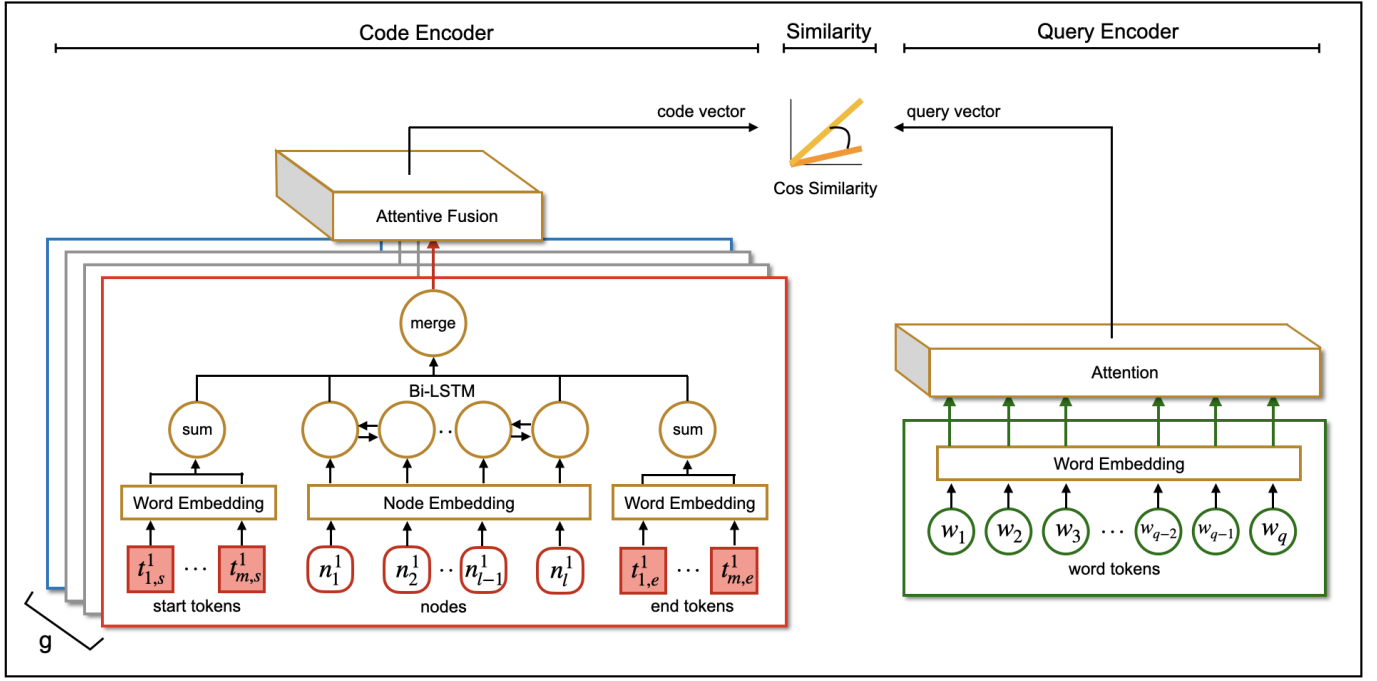 Code Encoder
Similarity
Query Encoder
code vector
query vector
Cos Similarity
Attentive Fusion
merge
Bi-LSTM
sum
sum
Word Embedding
Node Embedding
Word Embedding
t^1_{1,s} ... t^1_{m,s}
n^1_1 n^1_2 .. n^1_{l-1} n^1_l
t^1_{1,e} ... t^1_{m,e}
start tokens
nodes
end tokens
g
Attention
Word Embedding
w_1 w_2 w_3 ... w_{q-2} w_{q-1} w_q
word tokens